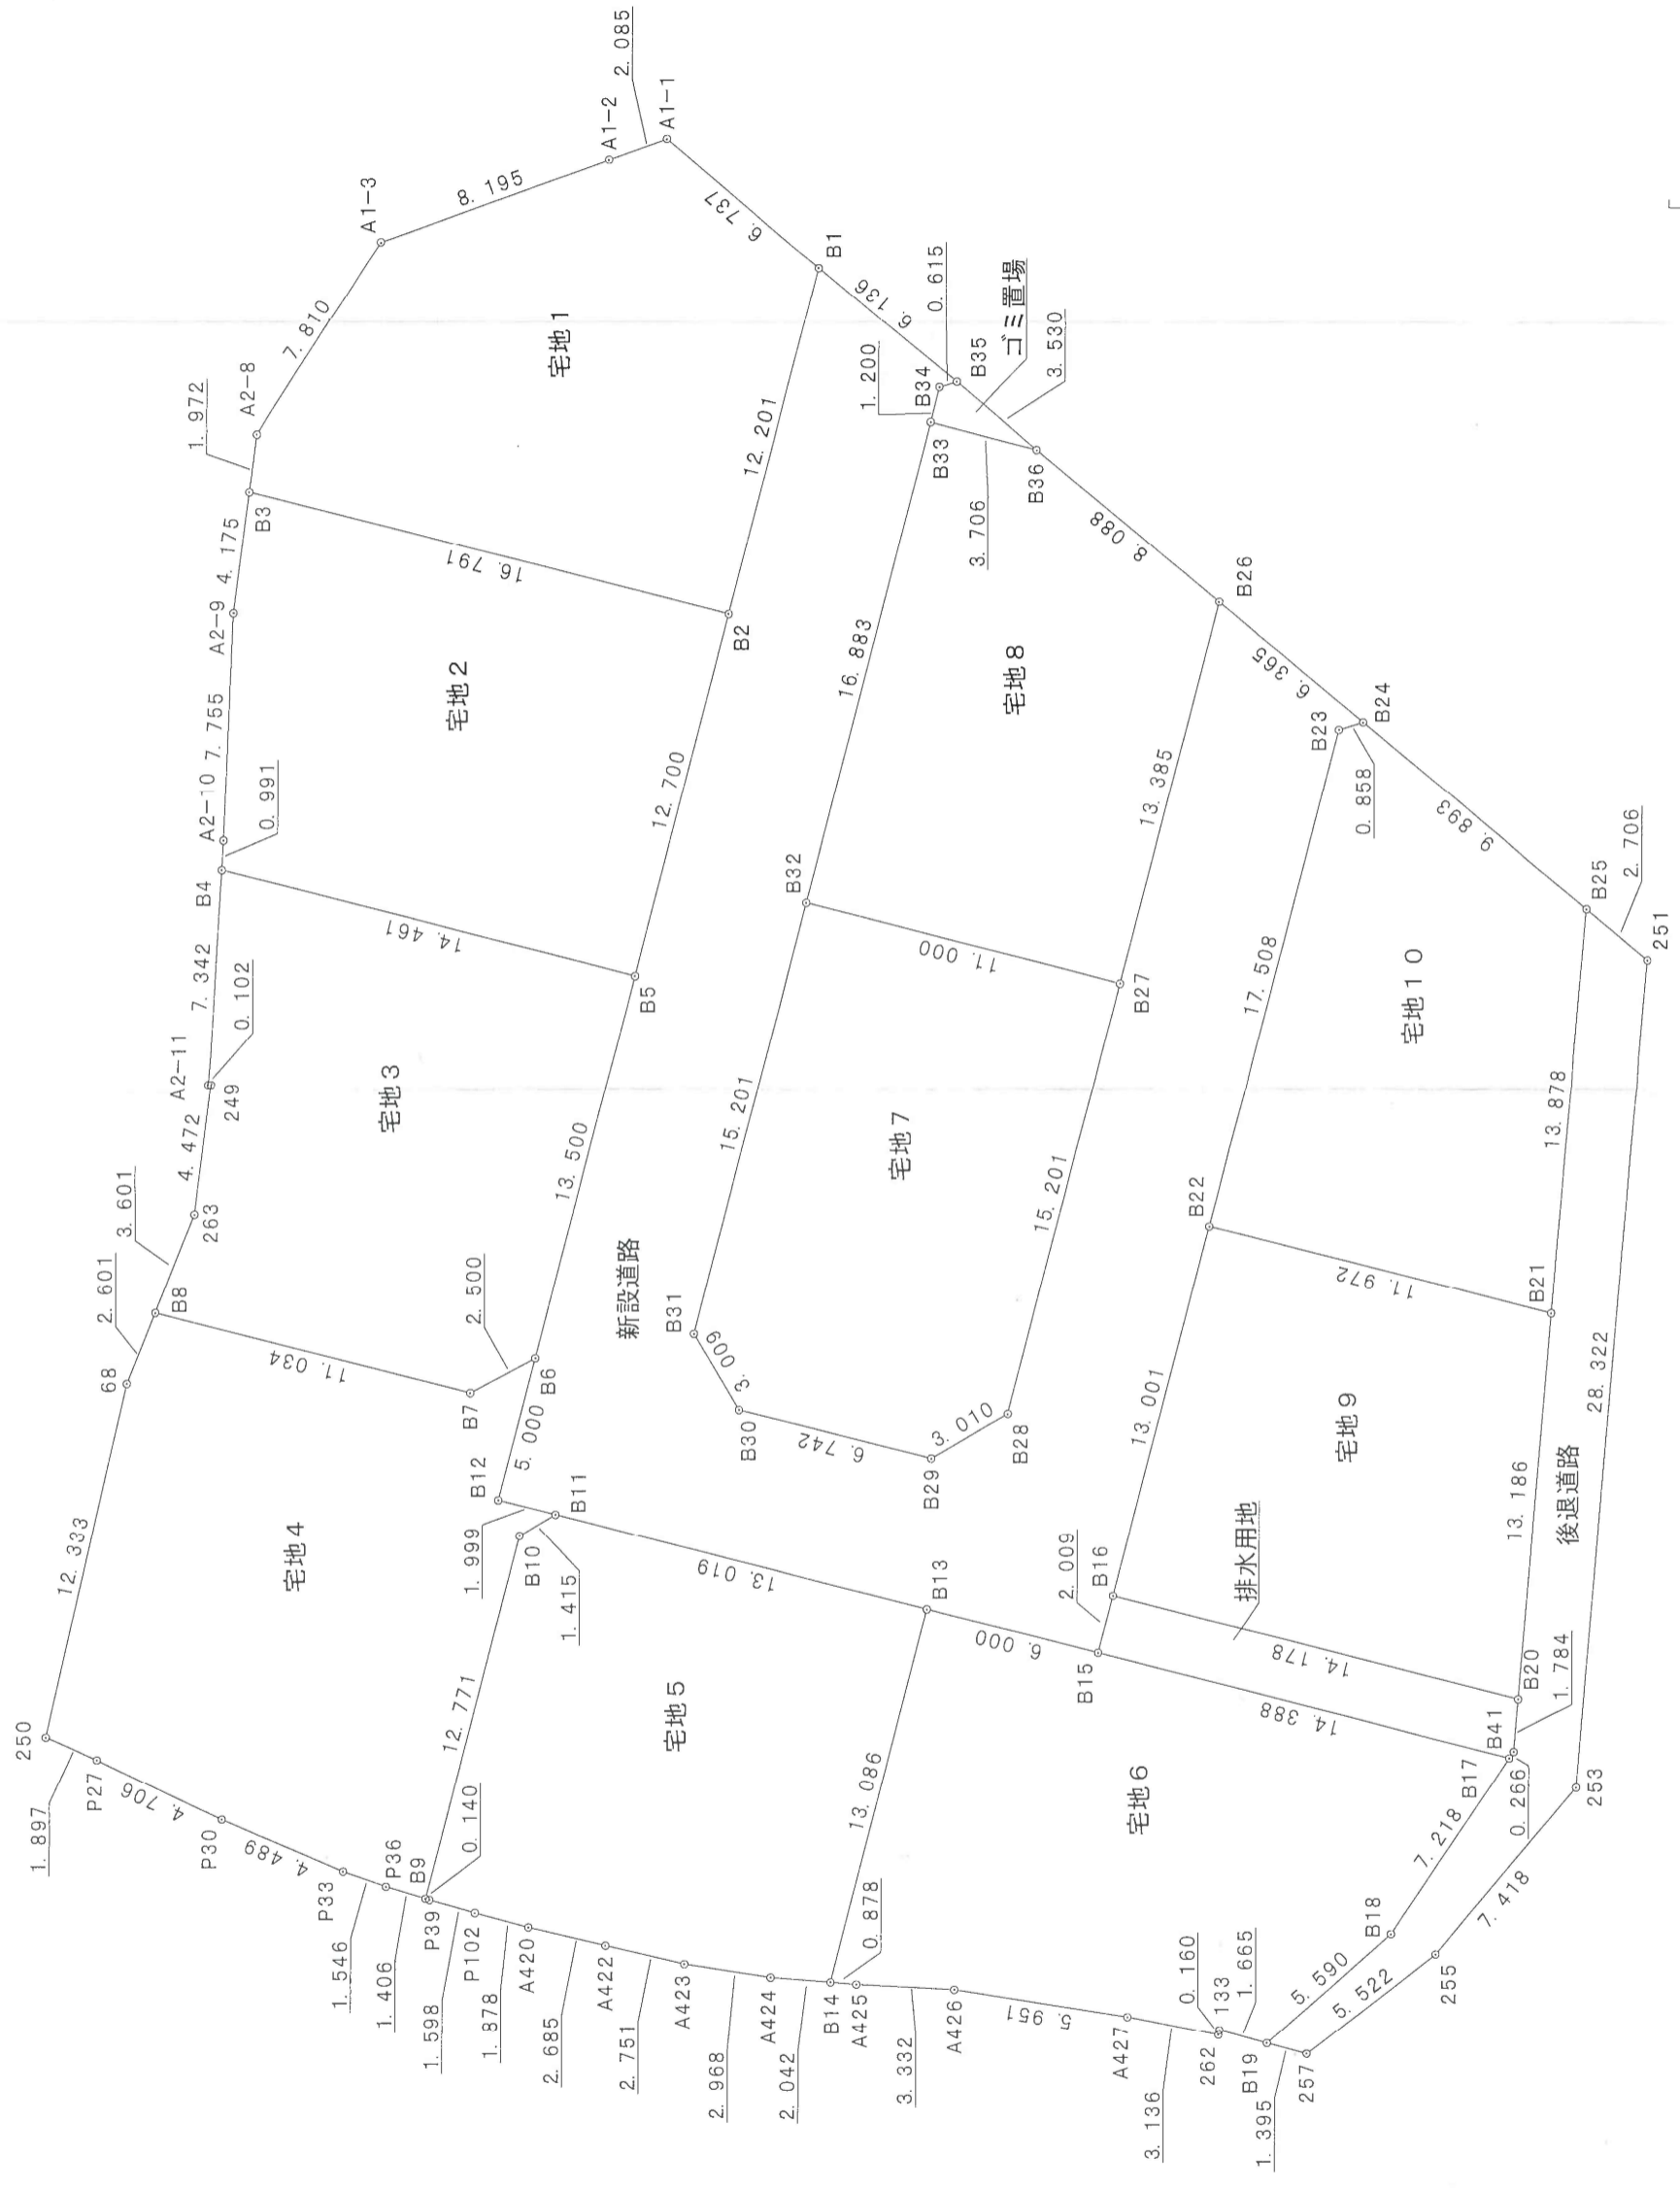 250
1. 897
P27
4. 706
P30
4. 489
P33
1. 546
P36
1. 406
B9
0. 140
P39
1. 598
P102
1. 878
A420
2. 685
A422
2. 751
A423
2. 968
A424
2. 042
B14
0. 878
A425
3. 332
A426
5. 951
A427
3. 136
262
0. 160
133
1. 665
B19
1. 395
257
5. 522
255
7. 418
253
5. 590
B18
7. 218
B17
0. 266
B41
1. 784
B20
12. 333
68
2. 601
B8
3. 601
263
4. 472
249
0. 102
A2-11
7. 342
B4
0. 991
A2-10
7. 755
A2-9
4. 175
B3
1. 972
A2-8
7. 810
A1-3
8. 195
A1-2
2. 085
A1-1
6. 737
B1
6. 136
宅地1
12. 201
16. 791
B2
宅地2
12. 700
14. 461
B5
宅地3
13. 500
11. 034
B7
2. 500
B6
5. 000
B12
1. 999
B11
1. 415
B10
宅地4
12. 771
宅地5
13. 019
B13
13. 086
宅地6
6. 000
B15
2. 009
B16
14. 388
14. 178
排水用地
新設道路
B31
3. 009
B30
6. 742
B29
3. 010
B28
15. 201
宅地7
15. 201
B32
11. 000
B27
16. 883
宅地8
13. 385
B33
1. 200
B34
0. 615
B35
ゴミ置場
3. 530
3. 706
B36
8. 088
B26
6. 365
B24
B23
0. 858
9. 893
B25
2. 706
251
17. 508
宅地10
13. 878
B22
11. 972
B21
13. 001
宅地9
13. 186
後退道路
28. 322